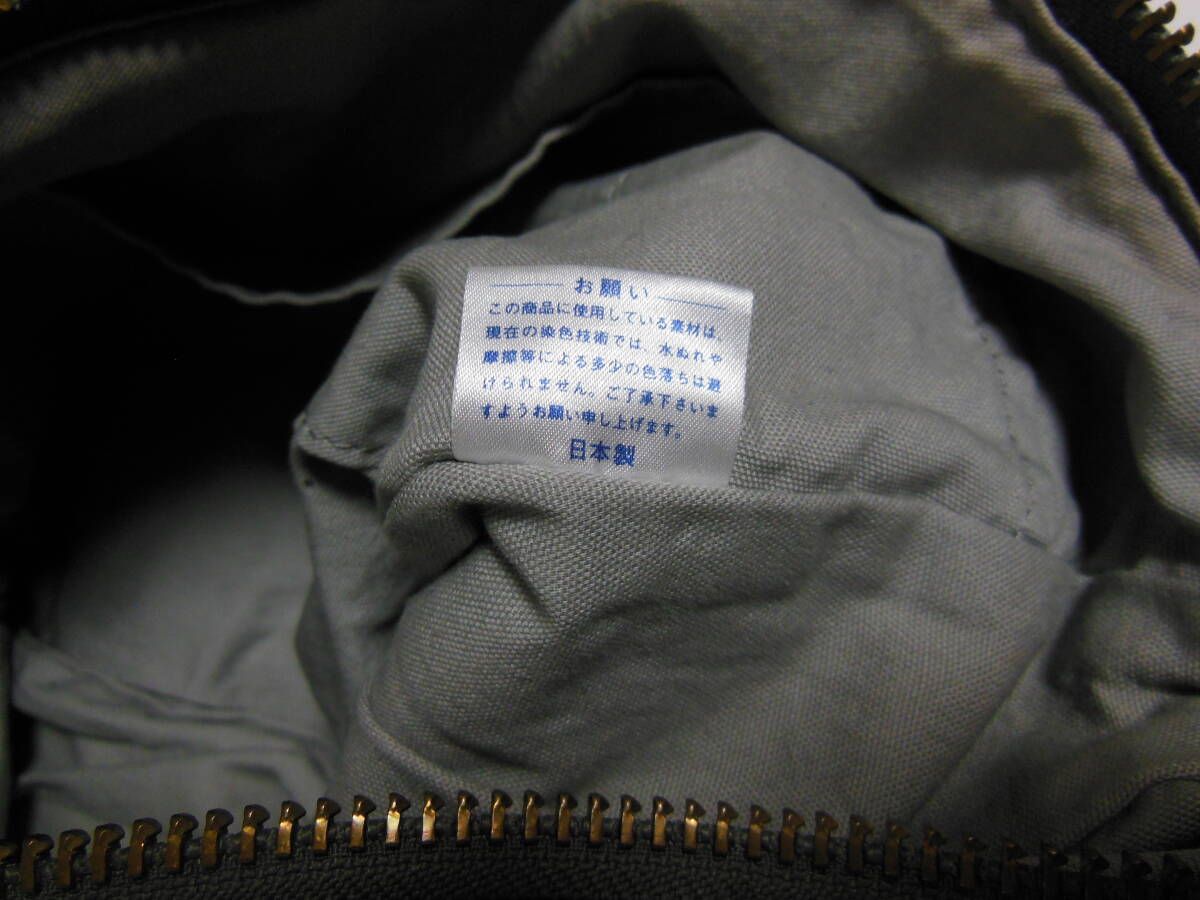 お願い
この商品に使用している素材は、
現在の染色技術では、水ぬれや
摩擦等による多少の色落ちは避
けられません。ご了承下さいま
すようお願い申し上げます。
日本製